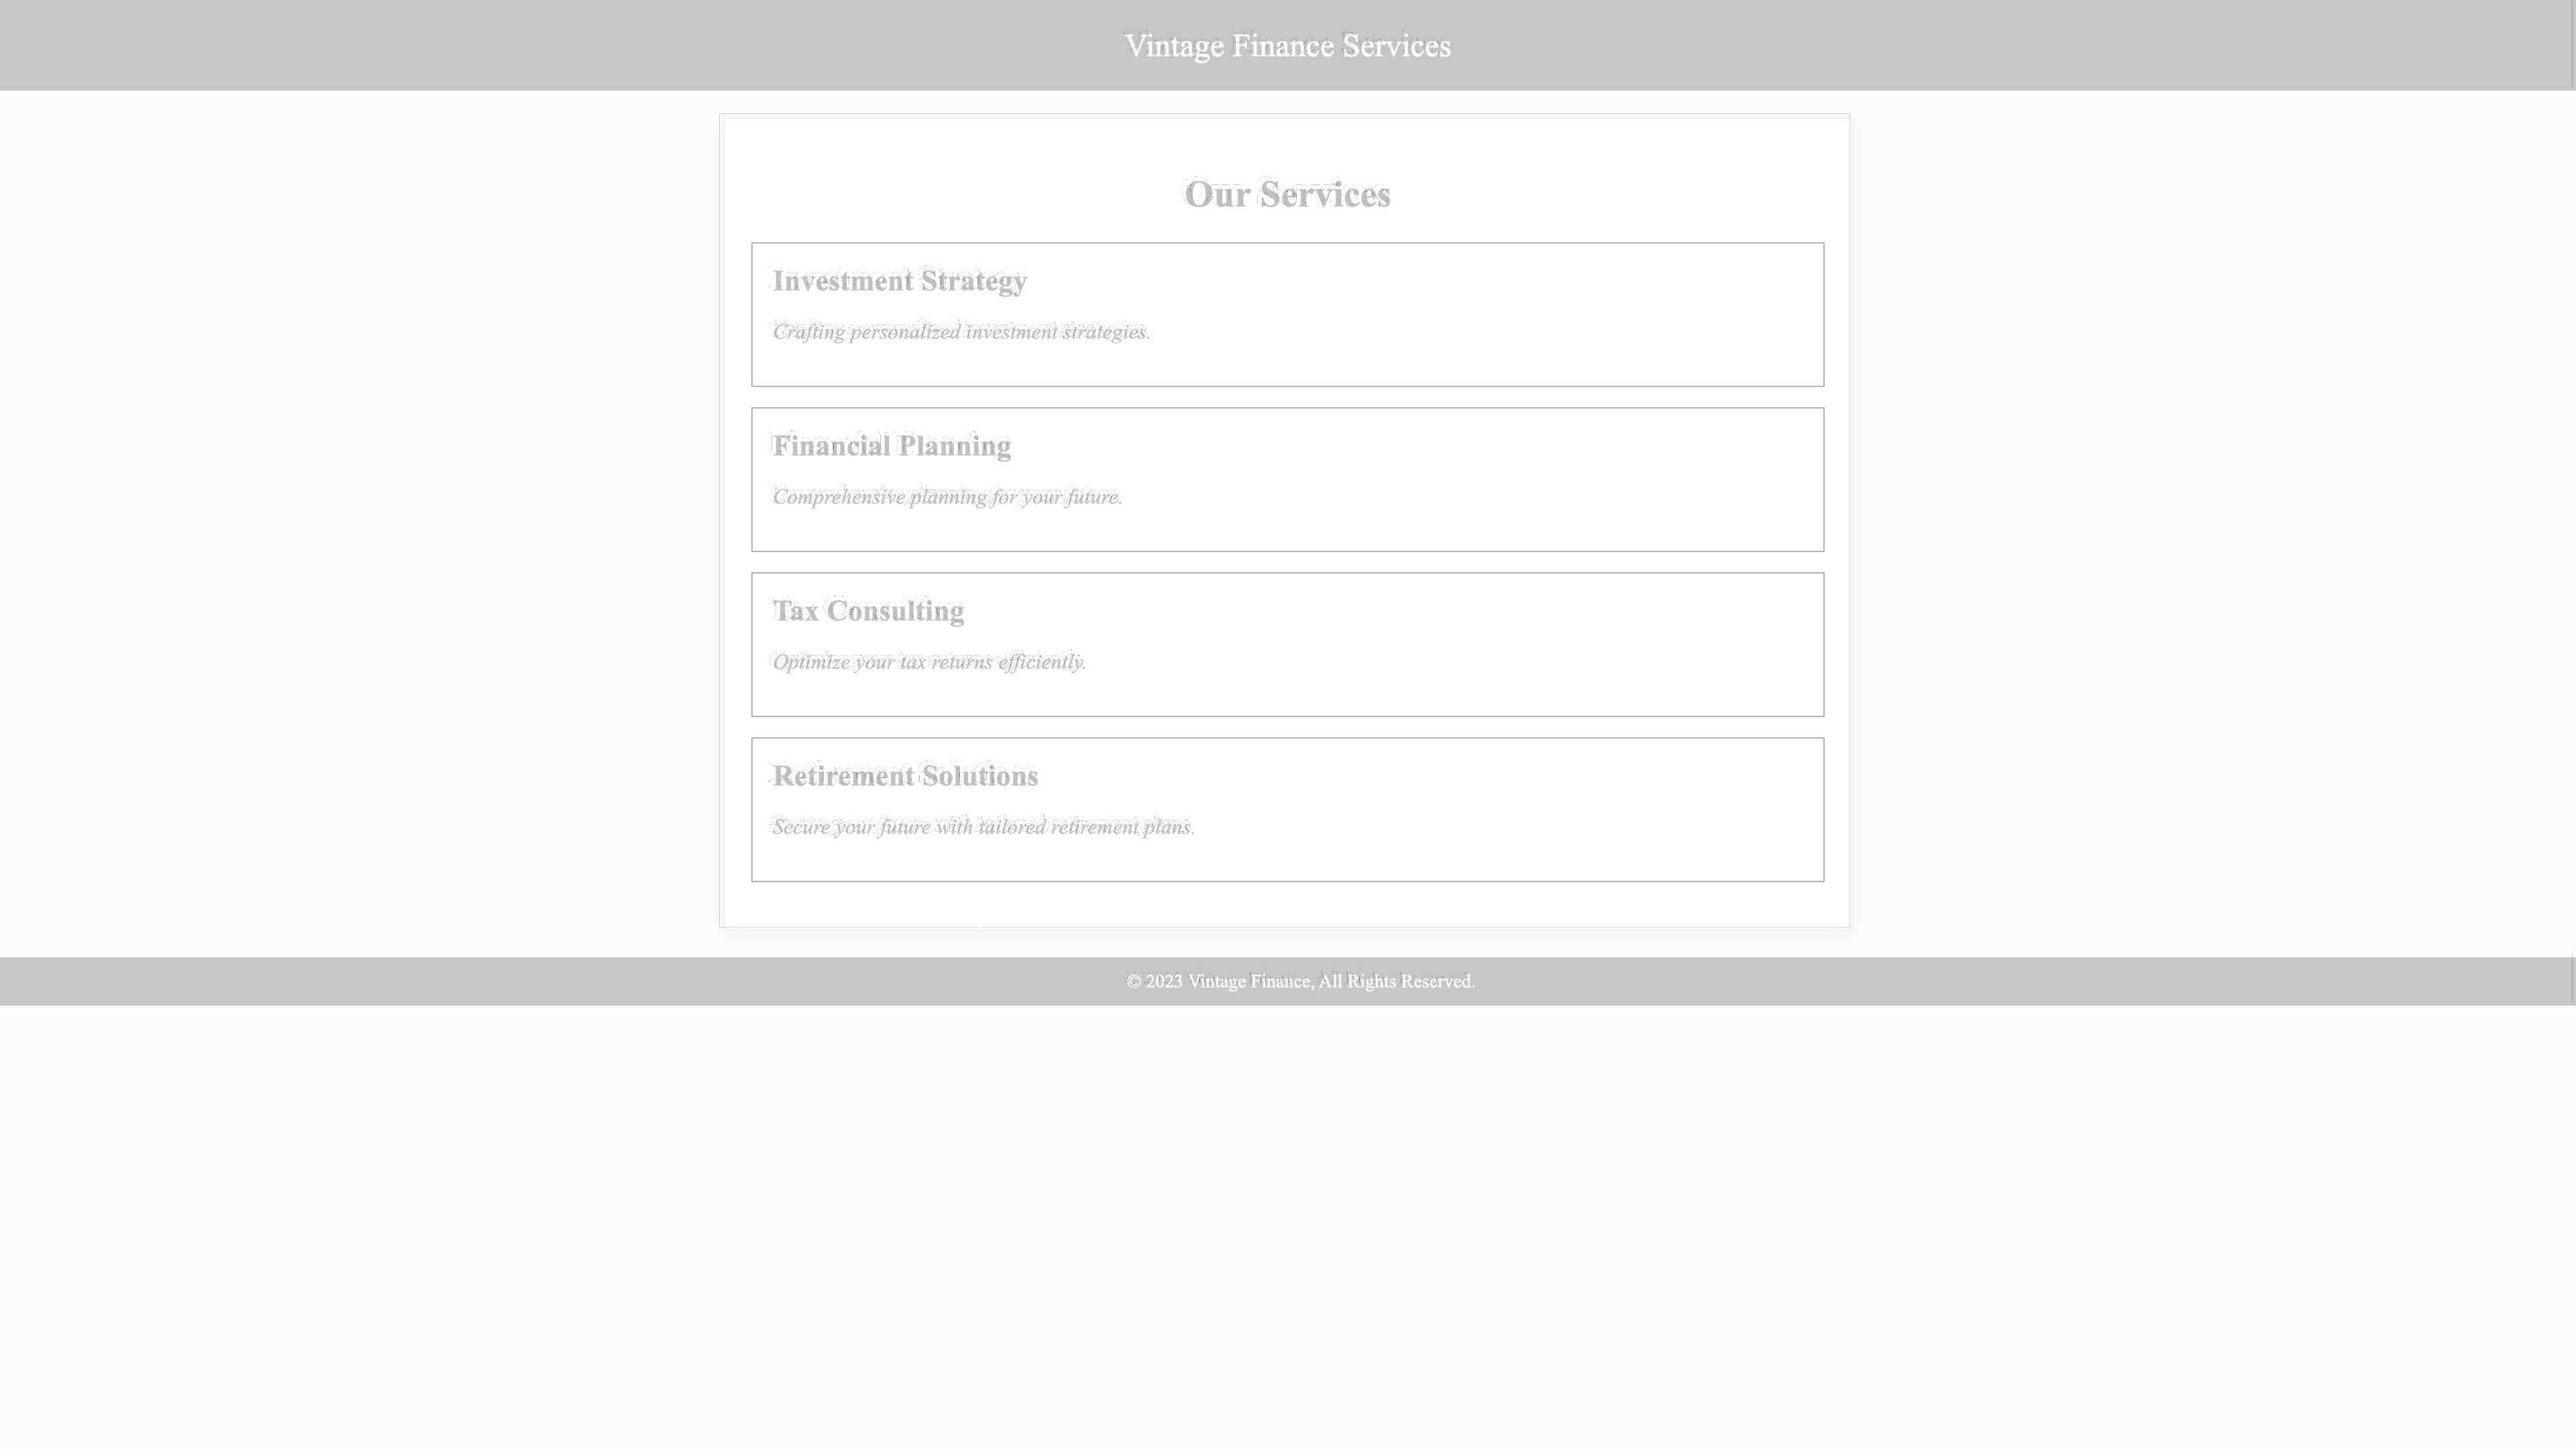 Vintage Finance Services
Our Services
Investment Strategy
Crafting personalized investment strategies.
Financial Planning
Comprehensive planning for your future.
Tax Consulting
Optimize your tax returns efficiently.
Retirement Solutions
Secure your future with tailored retirement plans.
© 2023 Vintage Finance, All Rights Reserved.